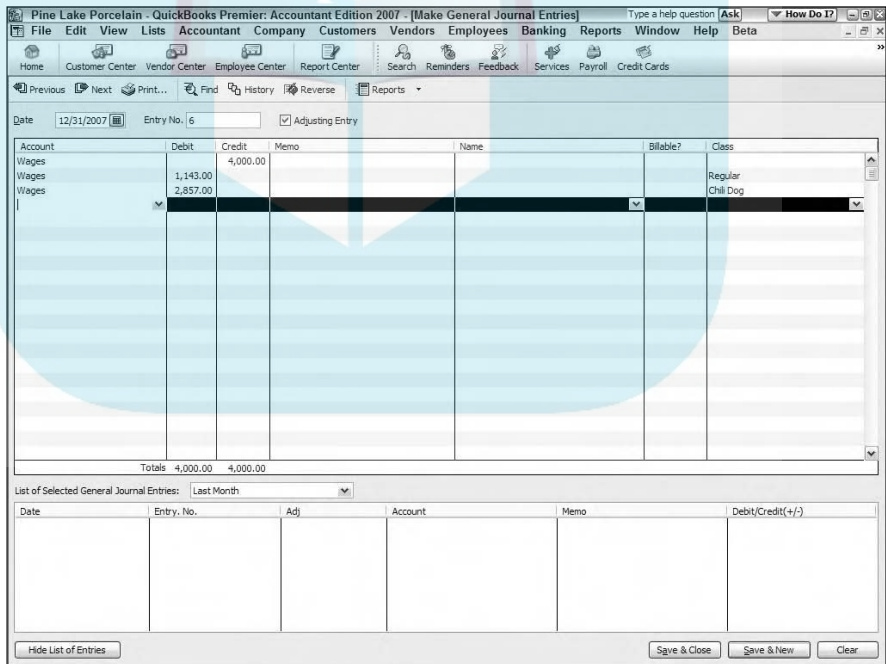 Pine Lake Porcelain - QuickBooks Premier: Accountant Edition 2007 - [Make General Journal Entries] Type a help question Ask How Do I?
File Edit View Lists Accountant Company Customers Vendors Employees Banking Reports Window Help Beta
Home Customer Center Vendor Center Employee Center Report Center Search Reminders Feedback Services Payroll Credit Cards
Previous Next Print... Find History Reverse Reports
Date 12/31/2007 Entry No. 6 Adjusting Entry
Account Debit Credit Memo Name Billable? Class
Wages 4,000.00
Wages 1,143.00 Regular
Wages 2,857.00 Chili Dog
Totals 4,000.00 4,000.00
List of Selected General Journal Entries: Last Month
Date Entry. No. Adj Account Memo Debit/Credit(+/-)
Hide List of Entries Save & Close Save & New Clear